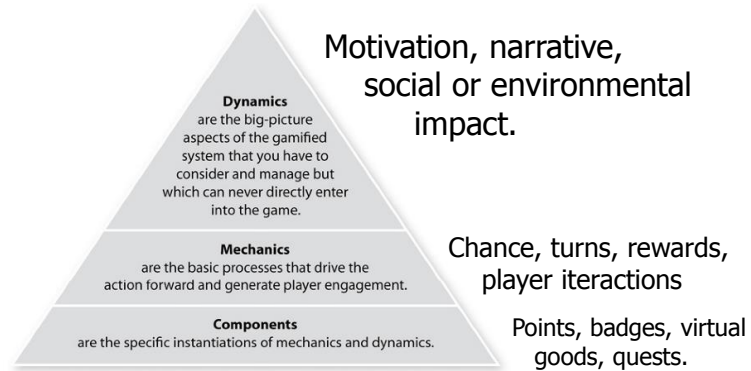 Motivation, narrative,
social or environmental
impact.
Dynamics
are the big-picture
aspects of the gamified
system that you have to
consider and manage but
which can never directly enter
into the game.
Chance, turns, rewards,
player iteractions
Mechanics
are the basic processes that drive the
action forward and generate player engagement.
Points, badges, virtual
goods, quests.
Components
are the specific instantiations of mechanics and dynamics.